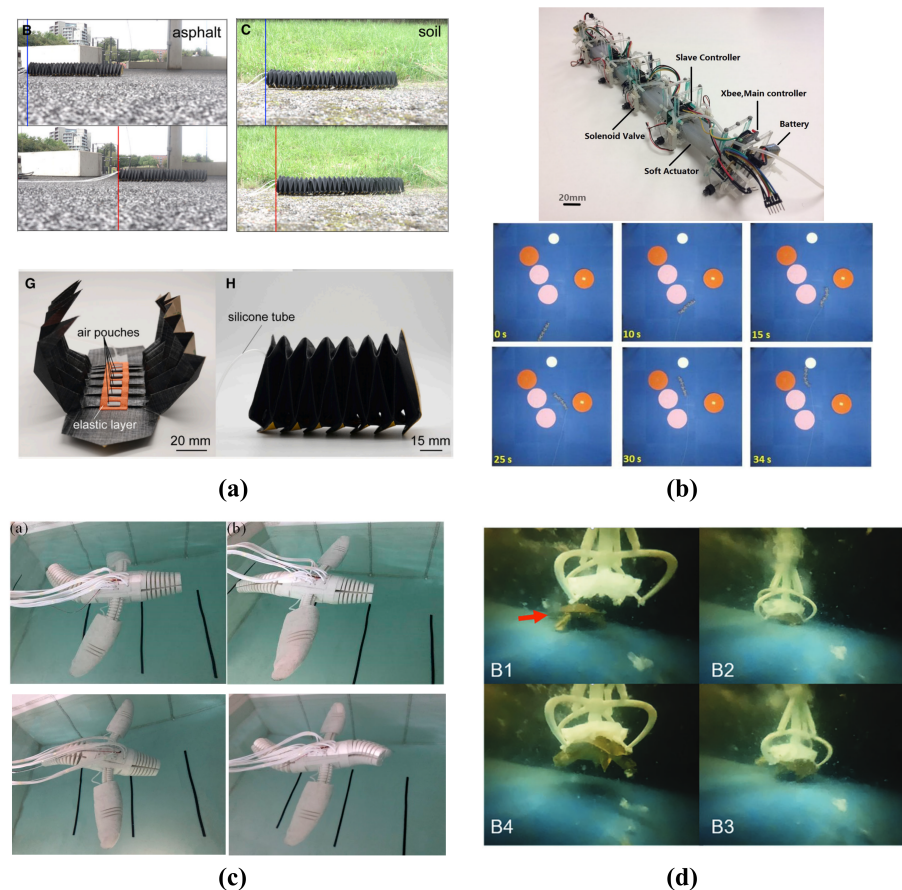 B
asphalt
C
soil
G
air pouches
elastic layer
20 mm
H
silicone tube
15 mm
(a)
Slave Controller
Xbee,Main controller
Battery
Solenoid Valve
Soft Actuator
20mm
0 s
10 s
15 s
25 s
30 s
34 s
(b)
(a)
(b)
(c)
B1
B2
B4
B3
(d)